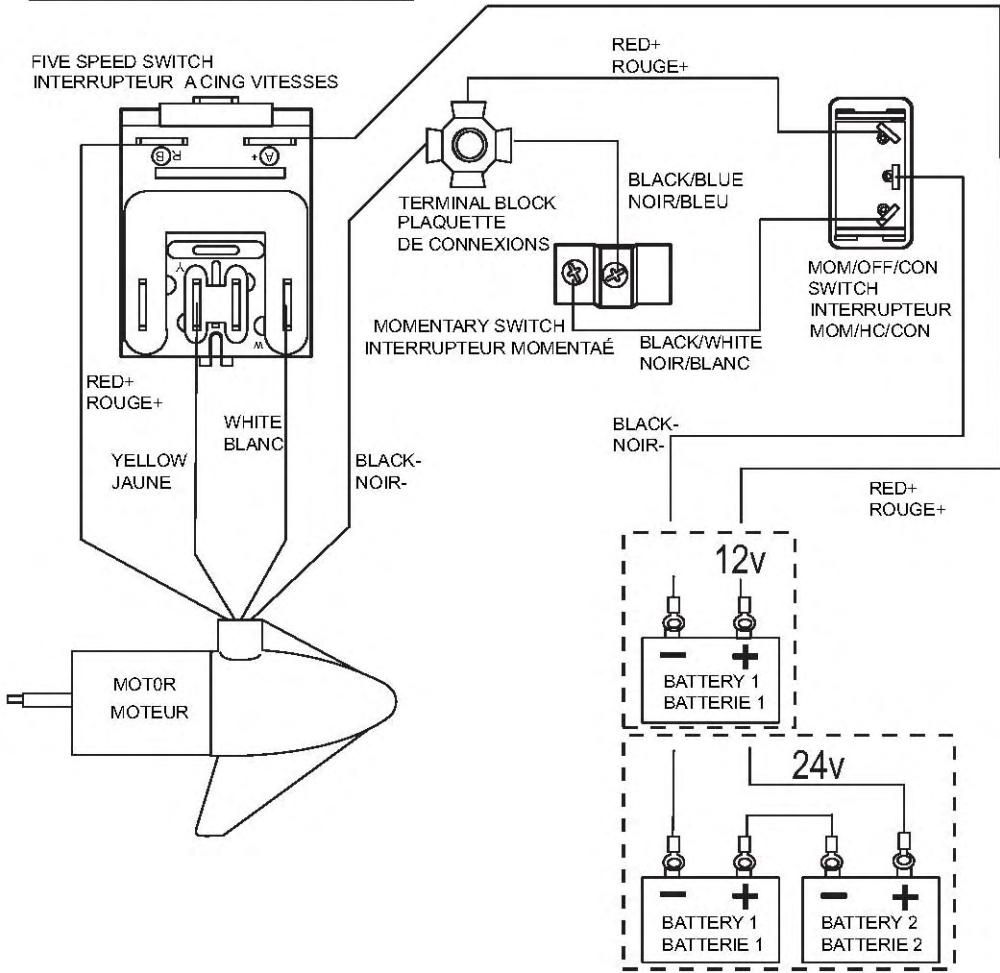 FIVE SPEED SWITCH
INTERRUPTEUR A CING VITESSES
R B
A +
Y
W
RED+
ROUGE+
TERMINAL BLOCK
PLAQUETTE
DE CONNEXIONS
BLACK/BLUE
NOIR/BLEU
MOMENTARY SWITCH
INTERRUPTEUR MOMENTAÉ
BLACK/WHITE
NOIR/BLANC
MOM/OFF/CON
SWITCH
INTERRUPTEUR
MOM/HC/CON
RED+
ROUGE+
YELLOW
JAUNE
WHITE
BLANC
BLACK-
NOIR-
BLACK-
NOIR-
RED+
ROUGE+
MOT0R
MOTEUR
12v
− +
BATTERY 1
BATTERIE 1
24v
− +
BATTERY 1
BATTERIE 1
− +
BATTERY 2
BATTERIE 2